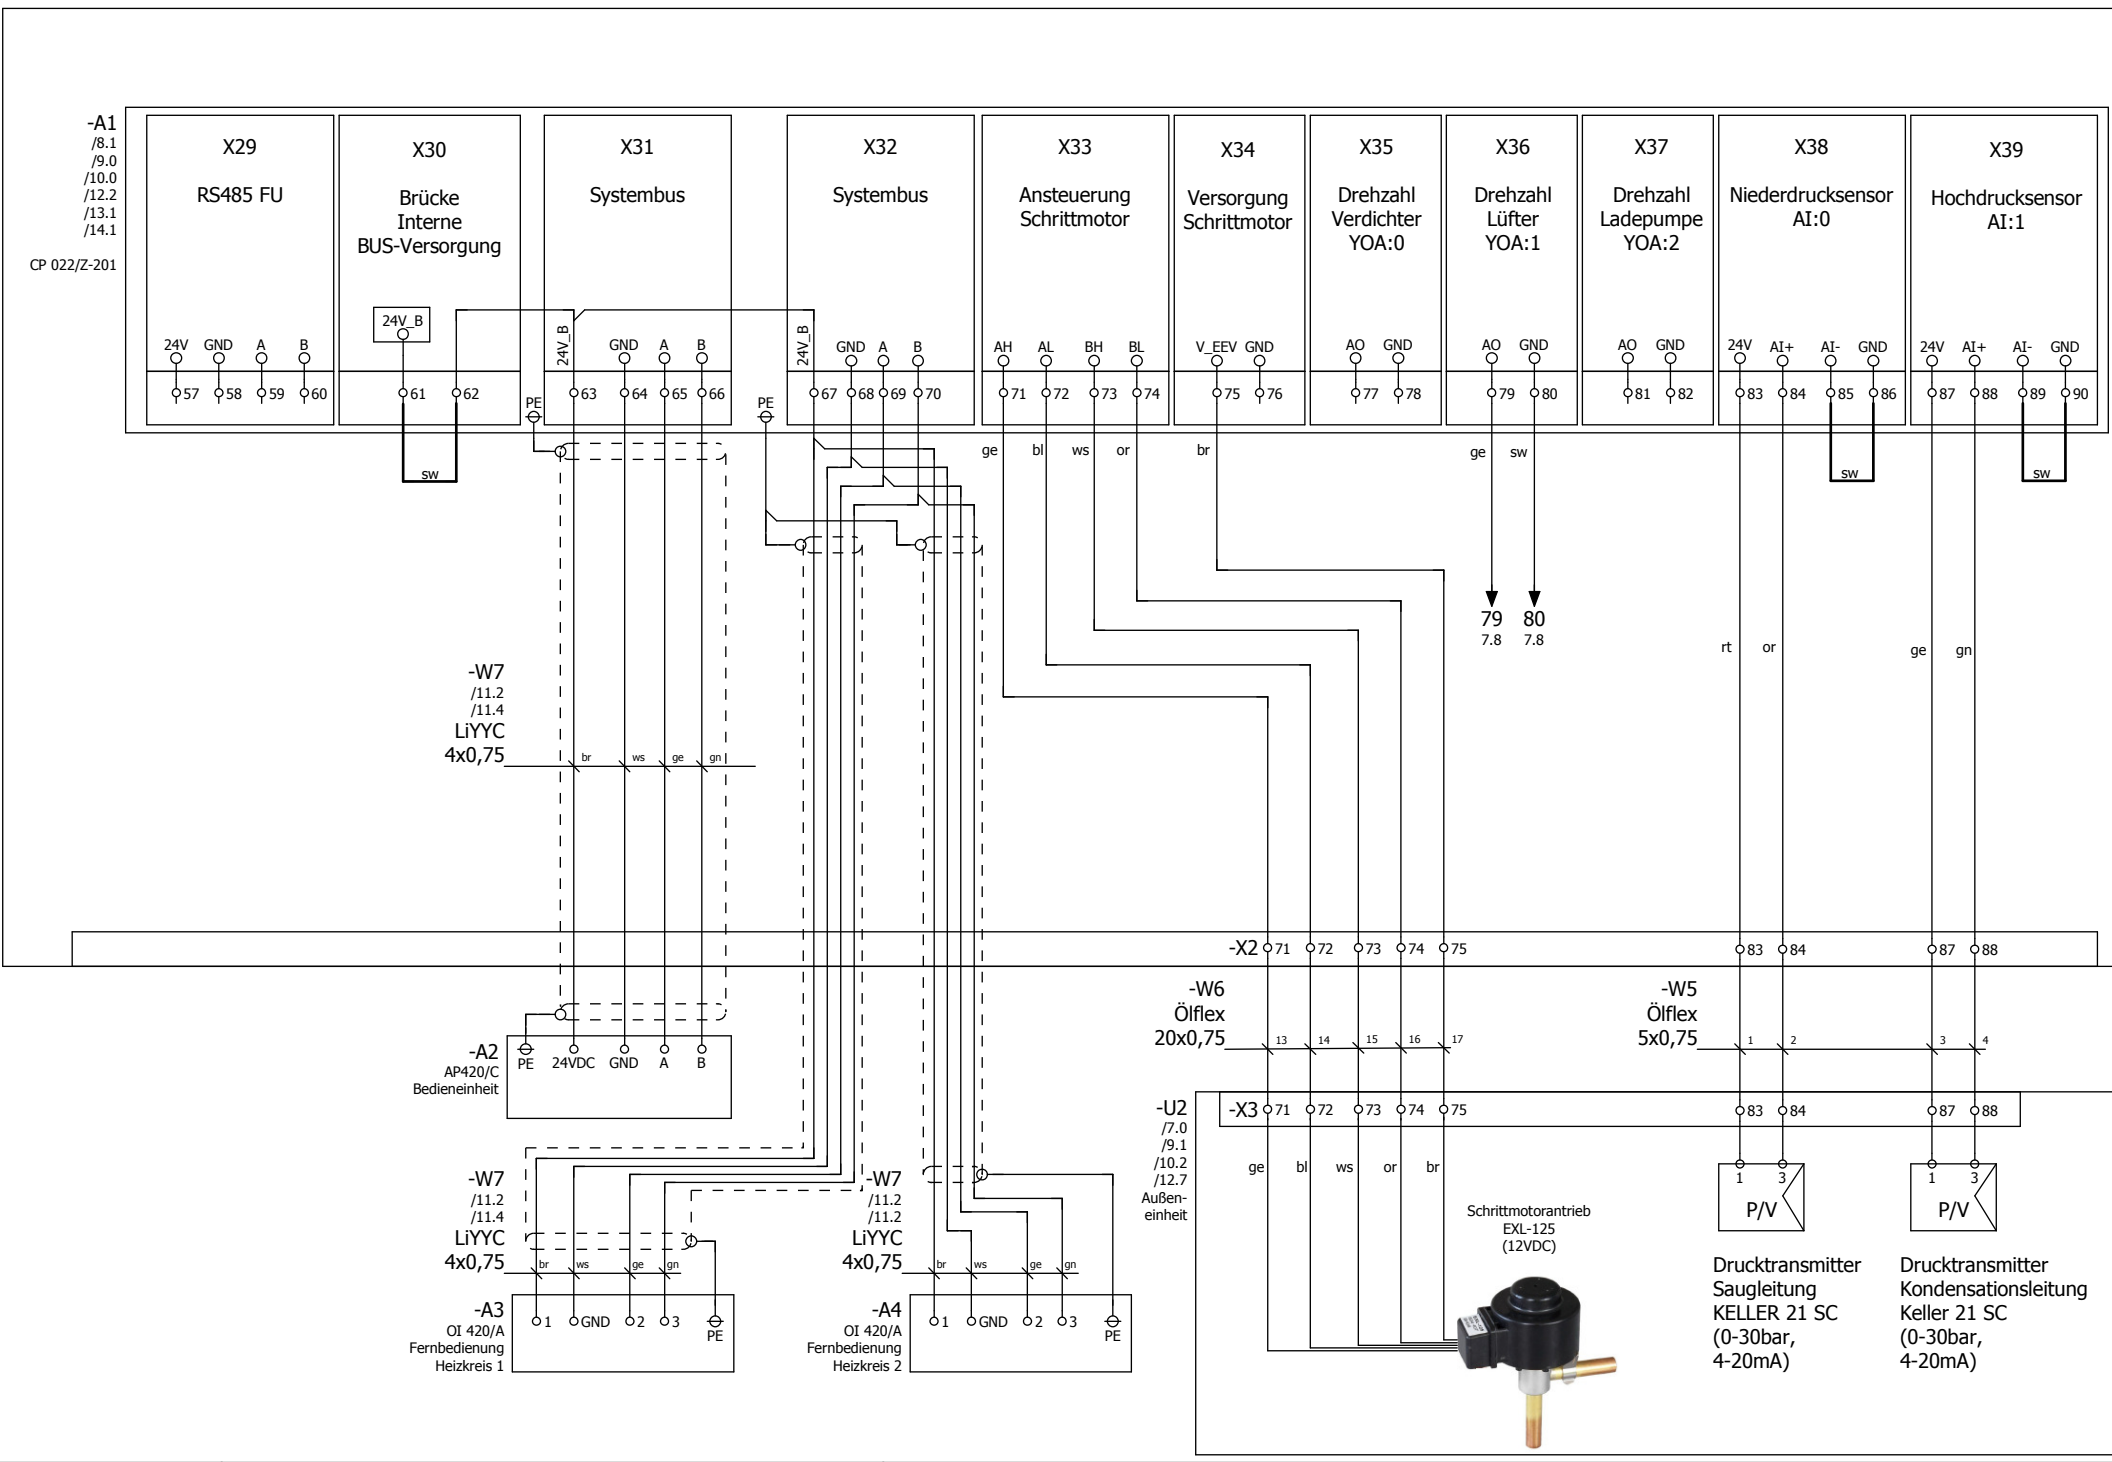 -A1
/8.1
/9.0
/10.0
/12.2
/13.1
/14.1
CP 022/Z-201
X29
RS485 FU
24V GND A B
57 58 59 60
X30
Brücke
Interne
BUS-Versorgung
24V_B
61 62
sw
X31
Systembus
24V_B GND A B
PE
63 64 65 66
X32
Systembus
24V_B GND A B
PE
67 68 69 70
X33
Ansteuerung
Schrittmotor
AH AL BH BL
71 72 73 74
ge bl ws or
X34
Versorgung
Schrittmotor
V_EEV GND
75 76
br
X35
Drehzahl
Verdichter
YOA:0
AO GND
77 78
X36
Drehzahl
Lüfter
YOA:1
AO GND
79 80
ge sw
79 80
7.8 7.8
X37
Drehzahl
Ladepumpe
YOA:2
AO GND
81 82
X38
Niederdrucksensor
AI:0
24V AI+ AI- GND
83 84 85 86
sw
rt or
X39
Hochdrucksensor
AI:1
24V AI+ AI- GND
87 88 89 90
sw
ge gn
-W7
/11.2
/11.4
LiYYC
4x0,75
br ws ge gn
-X2 71 72 73 74 75 83 84 87 88
-W6
Ölflex
20x0,75
13 14 15 16 17
-W5
Ölflex
5x0,75
1 2 3 4
-A2
AP420/C
Bedieneinheit
PE 24VDC GND A B
-U2
/7.0
/9.1
/10.2
/12.7
Außen-
einheit
-X3 71 72 73 74 75 83 84 87 88
ge bl ws or br
-W7
/11.2
/11.4
LiYYC
4x0,75
br ws ge gn
-A3
OI 420/A
Fernbedienung
Heizkreis 1
1 GND 2 3 PE
-W7
/11.2
/11.2
LiYYC
4x0,75
br ws ge gn
-A4
OI 420/A
Fernbedienung
Heizkreis 2
1 GND 2 3 PE
Schrittmotorantrieb
EXL-125
(12VDC)
1 3
P/V
Drucktransmitter
Saugleitung
KELLER 21 SC
(0-30bar,
4-20mA)
1 3
P/V
Drucktransmitter
Kondensationsleitung
Keller 21 SC
(0-30bar,
4-20mA)